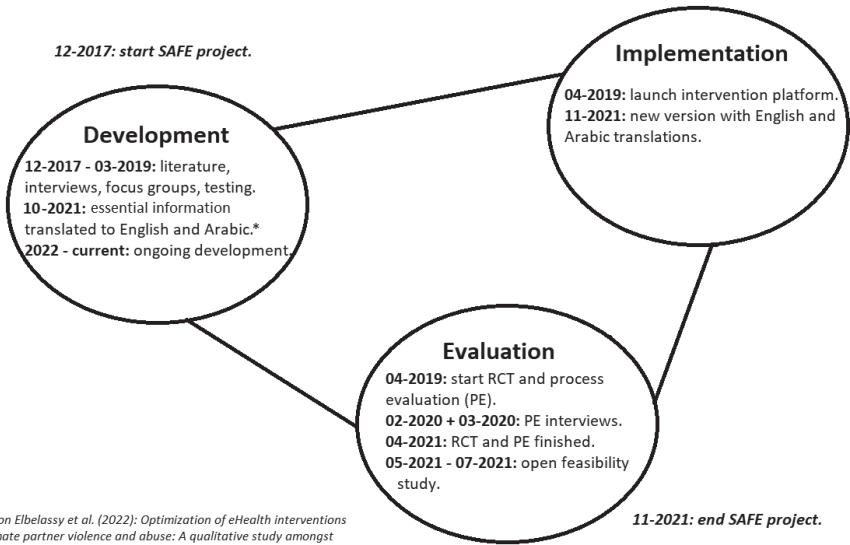 12-2017: start SAFE project.
Implementation
04-2019: launch intervention platform.
11-2021: new version with English and
Arabic translations.
Development
12-2017 - 03-2019: literature,
interviews, focus groups, testing.
10-2021: essential information
translated to English and Arabic.*
2022 - current: ongoing development.
Evaluation
04-2019: start RCT and process
evaluation (PE).
02-2020 + 03-2020: PE interviews.
04-2021: RCT and PE finished.
05-2021 - 07-2021: open feasibility
study.
on Elbelassy et al. (2022): Optimization of eHealth interventions
mate partner violence and abuse: A qualitative study amongst
11-2021: end SAFE project.